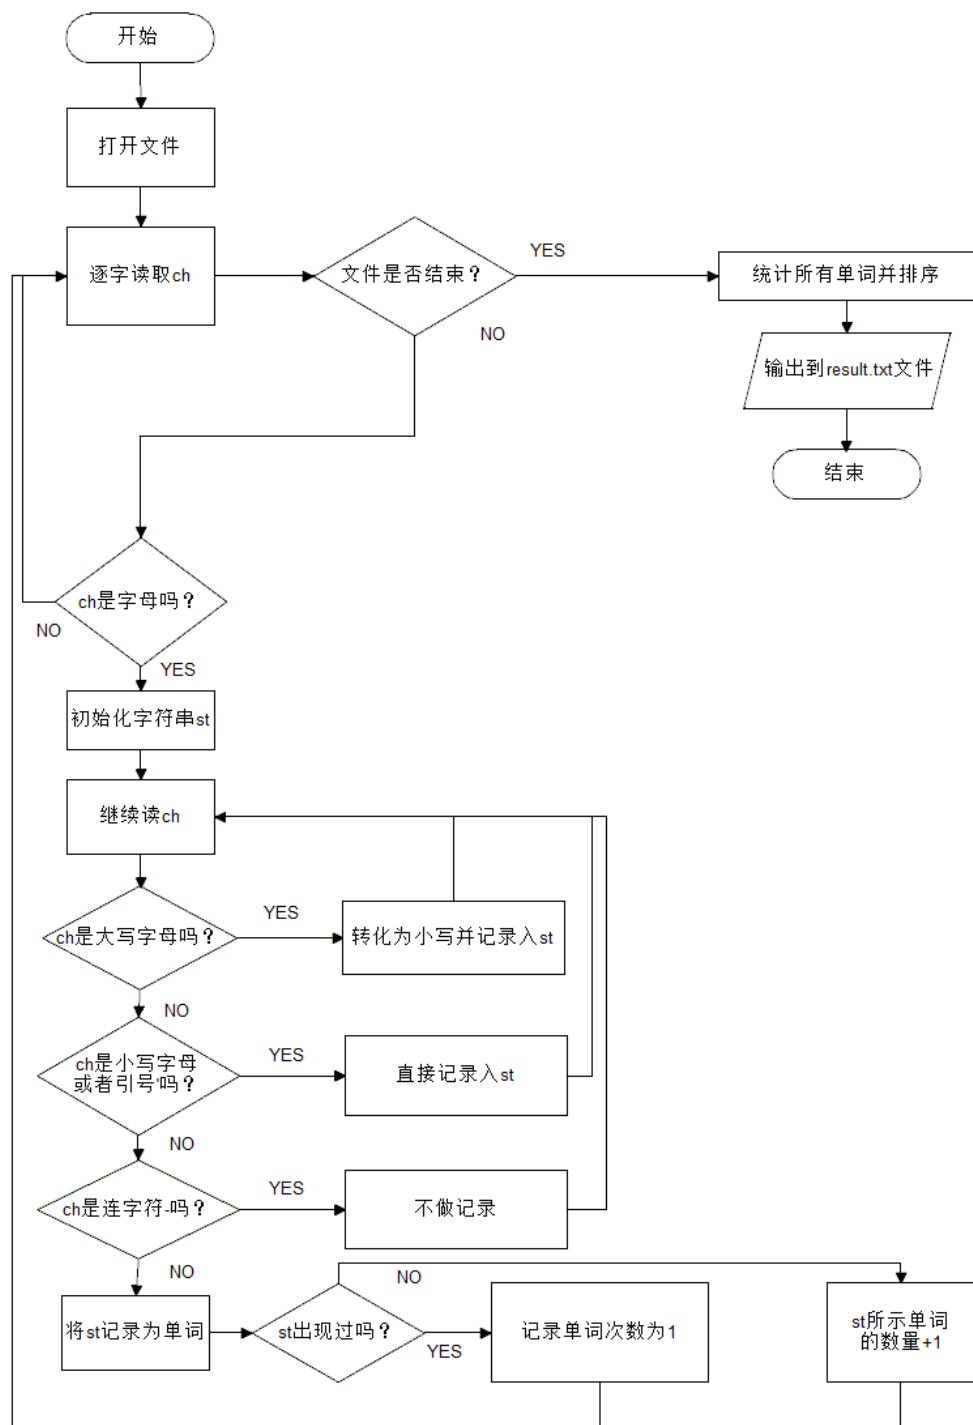 开始
打开文件
逐字读取ch
文件是否结束？
YES
统计所有单词并排序
NO
输出到result.txt文件
结束
ch是字母吗？
NO
YES
初始化字符串st
继续读ch
ch是大写字母吗？
YES
转化为小写并记录入st
NO
ch是小写字母
或者引号'吗？
YES
直接记录入st
NO
ch是连字符-吗？
YES
不做记录
NO
将st记录为单词
st出现过吗？
NO
YES
记录单词次数为1
st所示单词
的数量+1